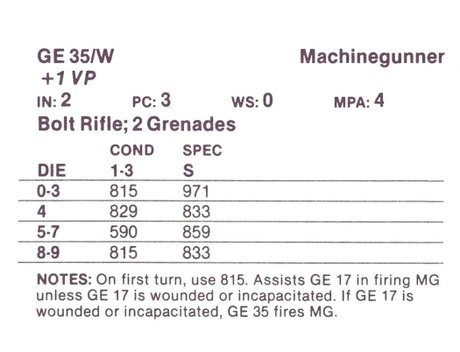 GE 35/W Machinegunner
+1 VP
IN: 2 PC: 3 WS: 0 MPA: 4
Bolt Rifle; 2 Grenades
COND SPEC
DIE 1-3 S
0-3 815 971
4 829 833
5-7 590 859
8-9 815 833
NOTES: On first turn, use 815. Assists GE 17 in firing MG
unless GE 17 is wounded or incapacitated. If GE 17 is
wounded or incapacitated, GE 35 fires MG.